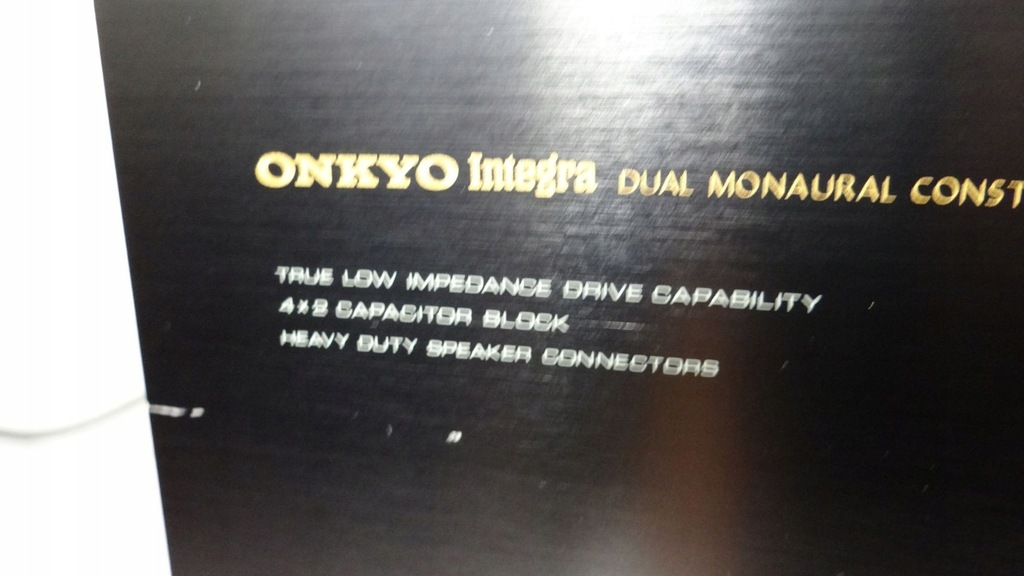 ONKYO Integra DUAL MONAURAL CONST
TRUE LOW IMPEDANCE DRIVE CAPABILITY
4×2 CAPACITOR BLOCK
HEAVY DUTY SPEAKER CONNECTORS